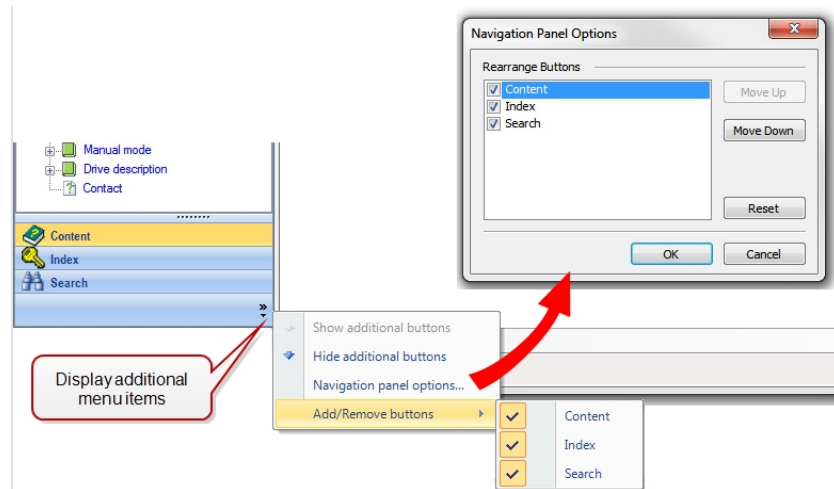 Navigation Panel Options
Rearrange Buttons
Content
Index
Search
Move Up
Move Down
Reset
OK
Cancel
Manual mode
Drive description
Contact
Content
Index
Search
Display additional
menu items
Show additional buttons
Hide additional buttons
Navigation panel options...
Add/Remove buttons
Content
Index
Search